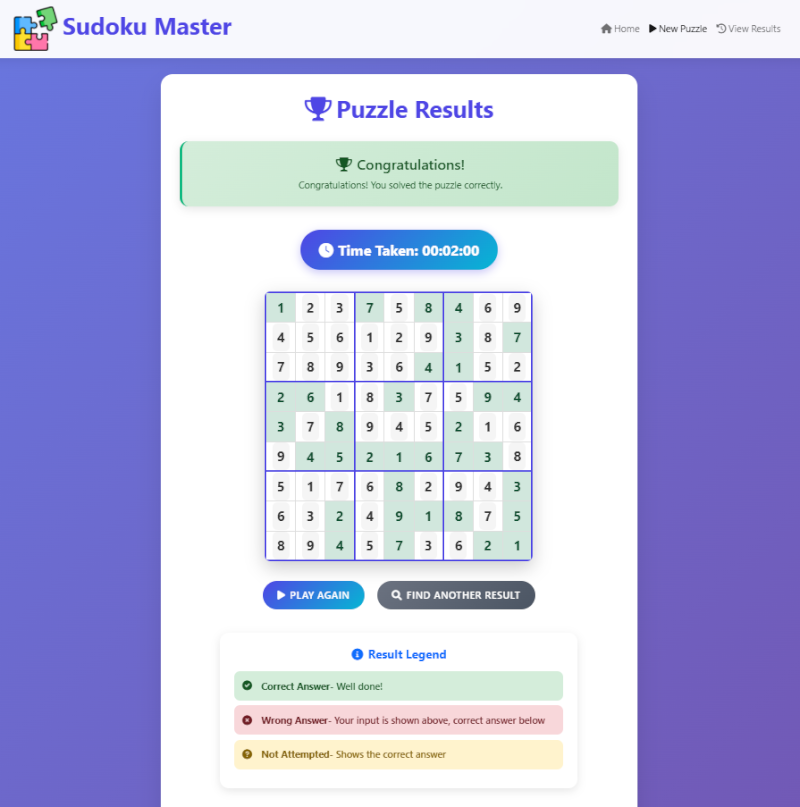 Sudoku Master
Home New Puzzle View Results
Puzzle Results
Congratulations!
Congratulations! You solved the puzzle correctly.
Time Taken: 00:02:00
1 2 3 7 5 8 4 6 9
4 5 6 1 2 9 3 8 7
7 8 9 3 6 4 1 5 2
2 6 1 8 3 7 5 9 4
3 7 8 9 4 5 2 1 6
9 4 5 2 1 6 7 3 8
5 1 7 6 8 2 9 4 3
6 3 2 4 9 1 8 7 5
8 9 4 5 7 3 6 2 1
PLAY AGAIN FIND ANOTHER RESULT
Result Legend
Correct Answer- Well done!
Wrong Answer- Your input is shown above, correct answer below
Not Attempted- Shows the correct answer